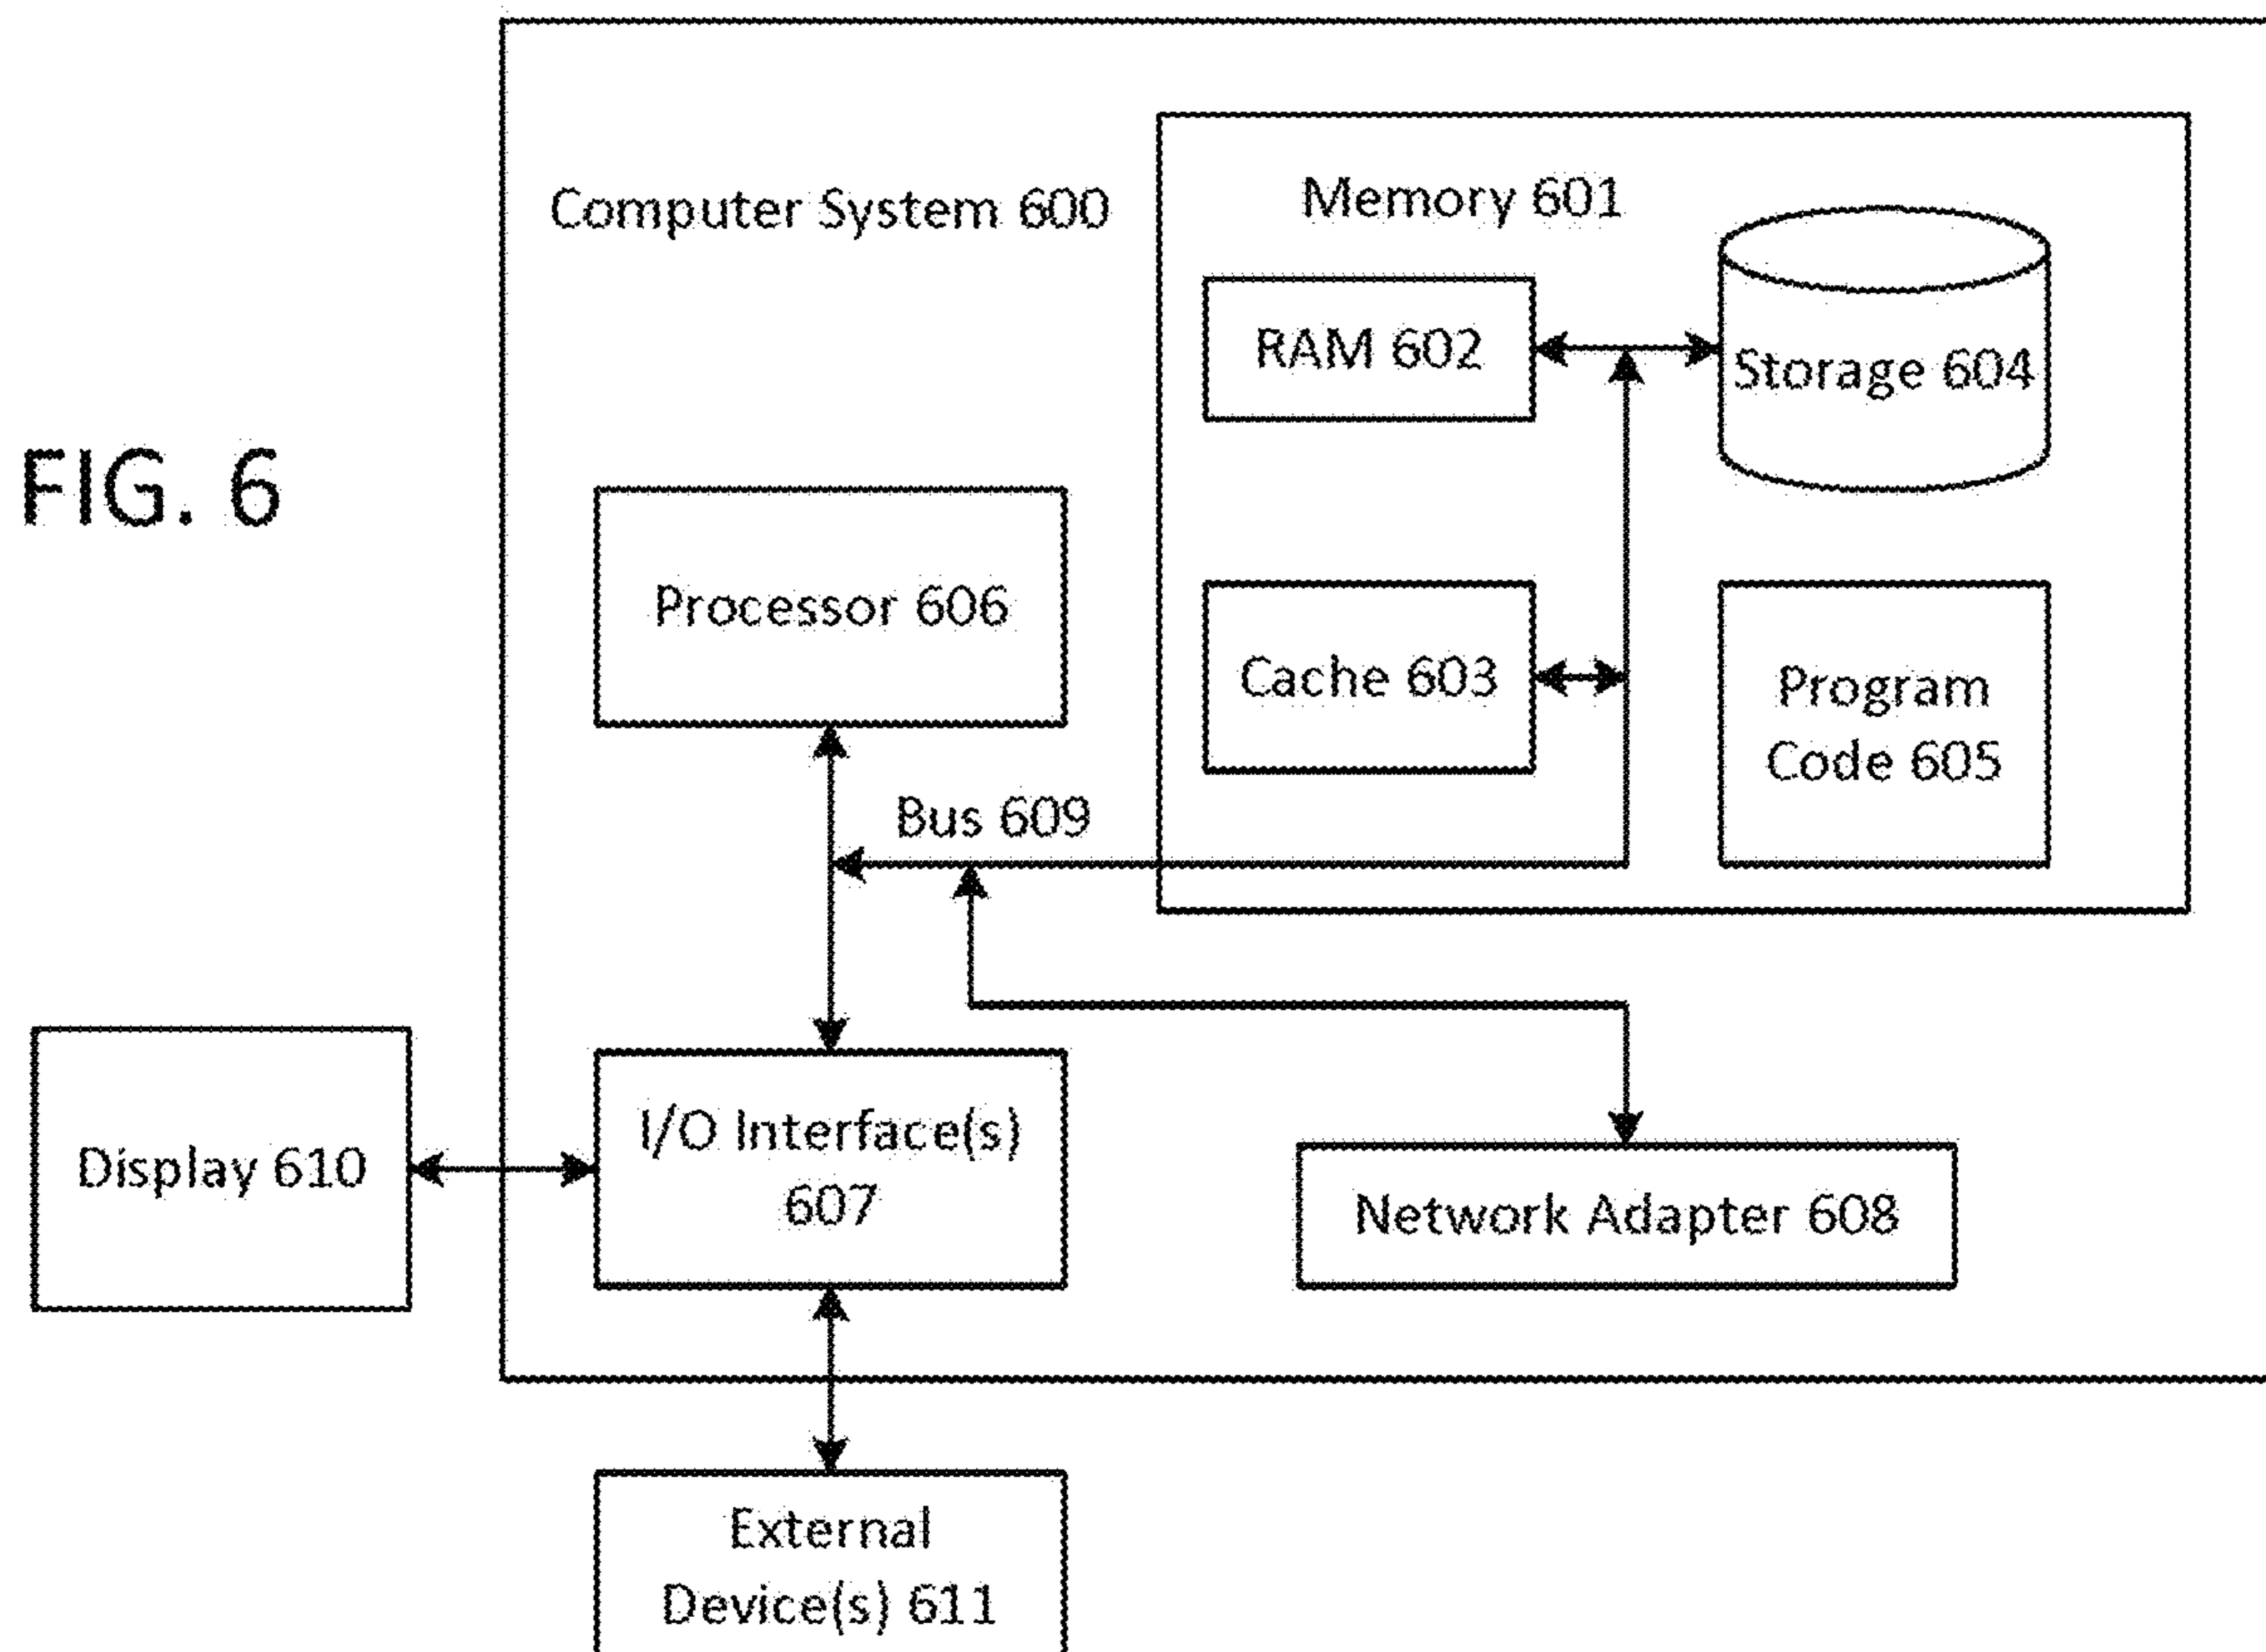 FIG. 6
Computer System 600
Memory 601
RAM 602
Storage 604
Processor 606
Cache 603
Program
Code 605
Bus 609
Display 610
I/O Interface(s)
607
Network Adapter 608
External
Device(s) 611